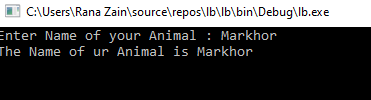 C:\Users\Rana Zain\source\repos\lb\lb\bin\Debug\lb.exe
Enter Name of your Animal : Markhor
The Name of ur Animal is Markhor